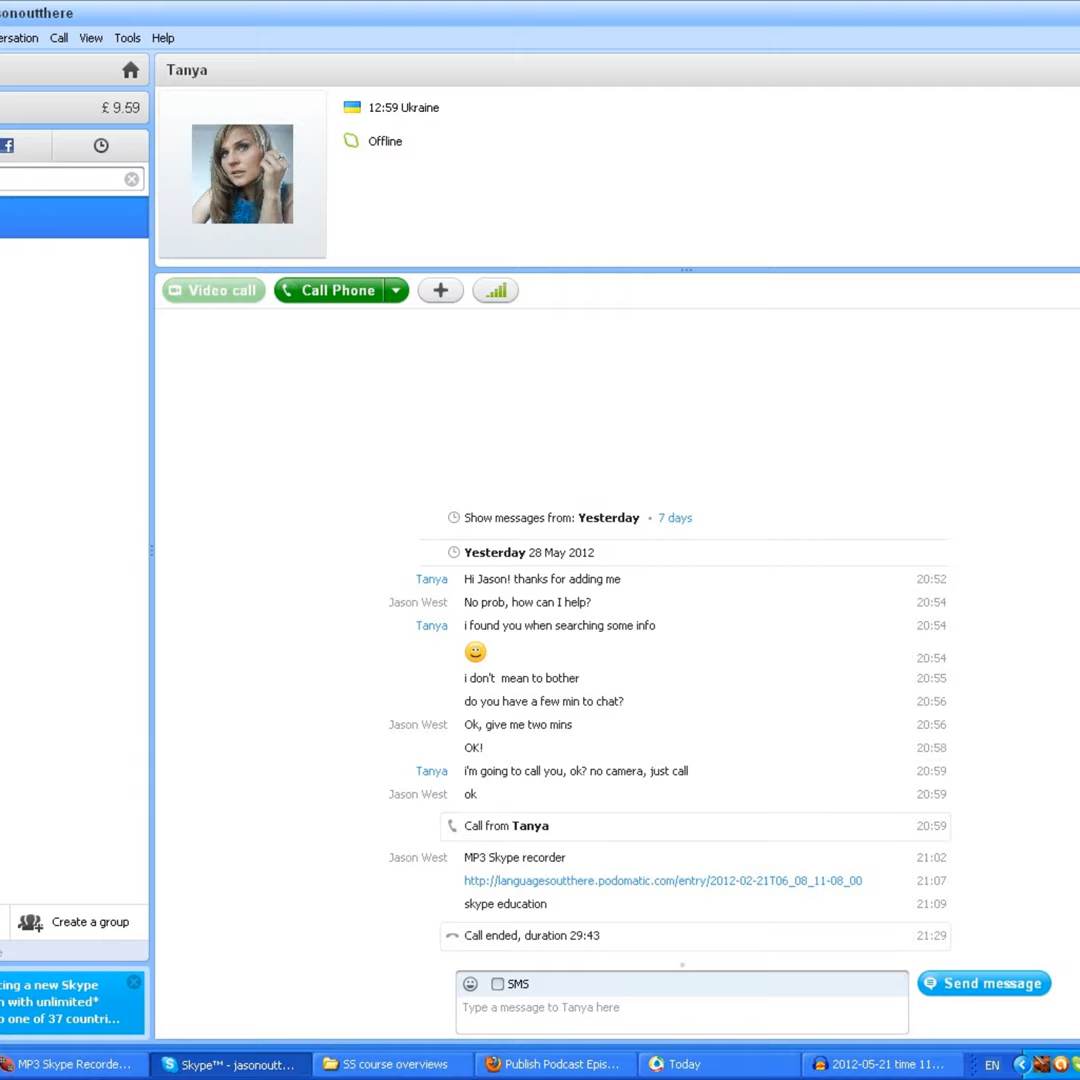 sonoutthere
ersation Call View Tools Help
Tanya
£ 9.59
12:59 Ukraine
f
Offline
Video call Call Phone
Show messages from: Yesterday • 7 days
Yesterday 28 May 2012
Tanya Hi Jason! thanks for adding me 20:52
Jason West No prob, how can I help? 20:54
Tanya i found you when searching some info 20:54
20:54
i don't mean to bother 20:55
do you have a few min to chat? 20:56
Jason West Ok, give me two mins 20:56
OK! 20:58
Tanya i'm going to call you, ok? no camera, just call 20:59
Jason West ok 20:59
Call from Tanya 20:59
Jason West MP3 Skype recorder 21:02
http://languagesoutthere.podomatic.com/entry/2012-02-21T06_08_11-08_00 21:07
skype education 21:09
Create a group
Call ended, duration 29:43 21:29
cing a new Skype
n with unlimited*
o one of 37 countri...
SMS
Send message
Type a message to Tanya here
MP3 Skype Recorde... Skype™ - jasonoutt... SS course overviews Publish Podcast Epis... Today 2012-05-21 time 11... EN